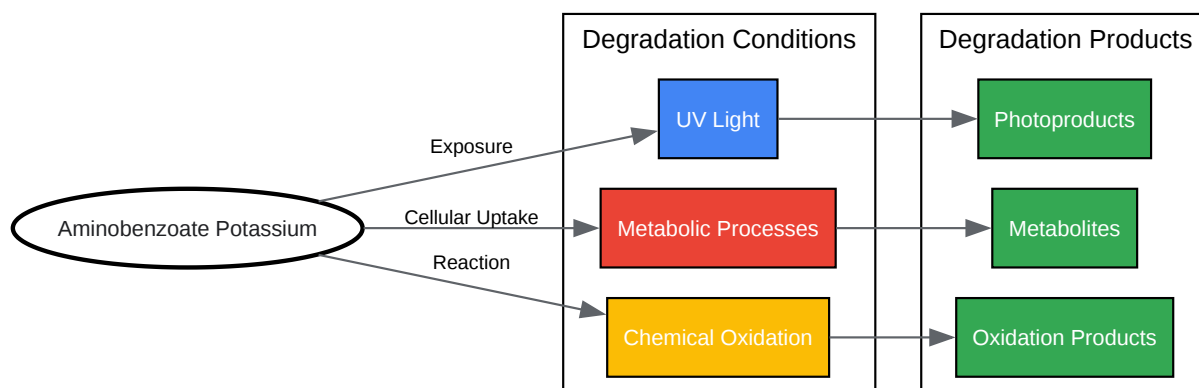 Degradation Conditions
Degradation Products
UV Light
Photoproducts
Exposure
Aminobenzoate Potassium
Cellular Uptake
Metabolic Processes
Metabolites
Reaction
Chemical Oxidation
Oxidation Products